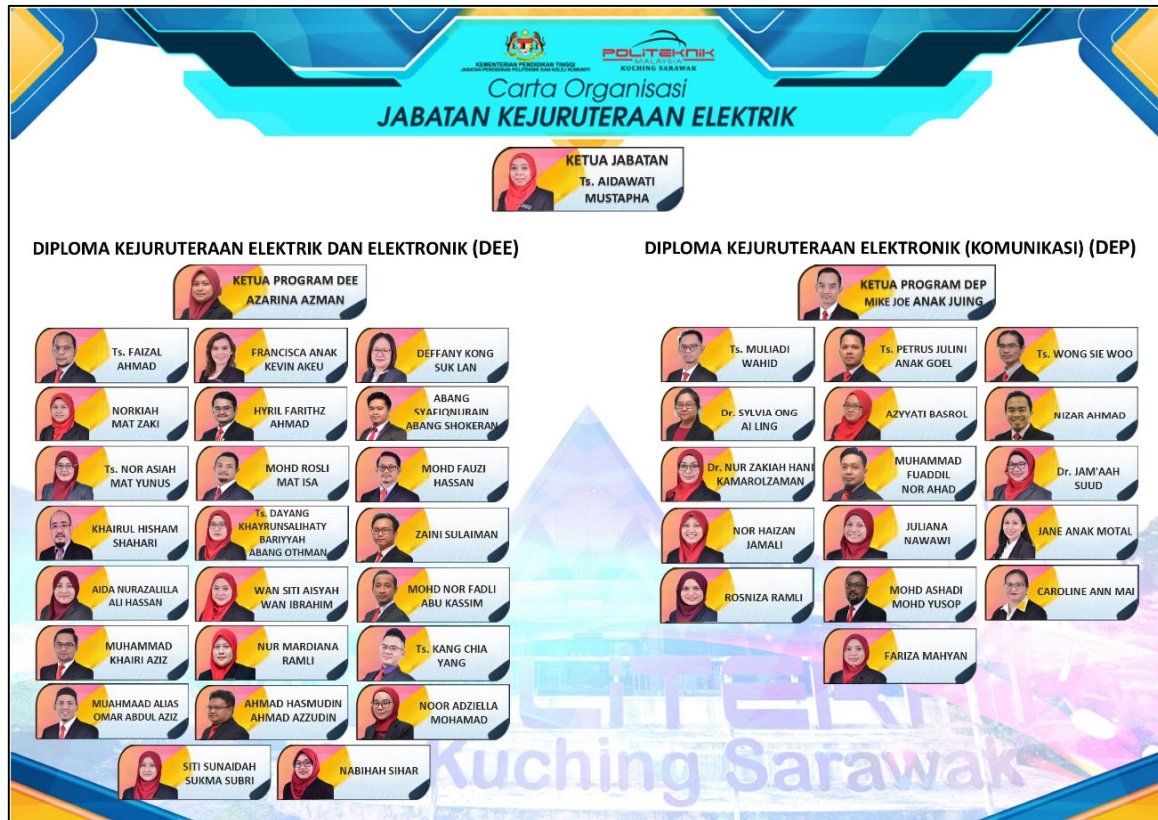 KEMENTERIAN PENDIDIKAN TINGGI
JABATAN PENDIDIKAN POLITEKNIK DAN KOLEJ KOMUNITI
POLITEKNIK
MALAYSIA
KUCHING SARAWAK
Carta Organisasi
JABATAN KEJURUTERAAN ELEKTRIK
KETUA JABATAN
Ts. AIDAWATI
MUSTAPHA
DIPLOMA KEJURUTERAAN ELEKTRIK DAN ELEKTRONIK (DEE)
KETUA PROGRAM DEE
AZARINA AZMAN
Ts. FAIZAL
AHMAD
FRANCISCA ANAK
KEVIN AKEU
DEFFANY KONG
SUK LAN
NORKIAH
MAT ZAKI
HYRIL FARITHZ
AHMAD
ABANG
SYAFIQNURAIN
ABANG SHOKERAN
Ts. NOR ASIAH
MAT YUNUS
MOHD ROSLI
MAT ISA
MOHD FAUZI
HASSAN
KHAIRUL HISHAM
SHAHARI
Ts. DAYANG
KHAYRUNSALIHATY
BARIYYAH
ABANG OTHMAN
ZAINI SULAIMAN
AIDA NURAZALILLA
ALI HASSAN
WAN SITI AISYAH
WAN IBRAHIM
MOHD NOR FADLI
ABU KASSIM
MUHAMMAD
KHAIRI AZIZ
NUR MARDIANA
RAMLI
Ts. KANG CHIA
YANG
MUAHMAAD ALIAS
OMAR ABDUL AZIZ
AHMAD HASMUDIN
AHMAD AZZUDIN
NOOR ADZIELLA
MOHAMAD
SITI SUNAIDAH
SUKMA SUBRI
NABIHAH SIHAR
DIPLOMA KEJURUTERAAN ELEKTRONIK (KOMUNIKASI) (DEP)
KETUA PROGRAM DEP
MIKE JOE ANAK JUING
Ts. MULIADI
WAHID
Ts. PETRUS JULINI
ANAK GOEL
Ts. WONG SIE WOO
Dr. SYLVIA ONG
AI LING
AZYYATI BASROL
NIZAR AHMAD
Dr. NUR ZAKIAH HANI
KAMAROLZAMAN
MUHAMMAD
FUADDIL
NOR AHAD
Dr. JAM'AAH
SUUD
NOR HAIZAN
JAMALI
JULIANA
NAWAWI
JANE ANAK MOTAL
ROSNIZA RAMLI
MOHD ASHADI
MOHD YUSOP
CAROLINE ANN MAI
FARIZA MAHYAN
Kuching Sarawak